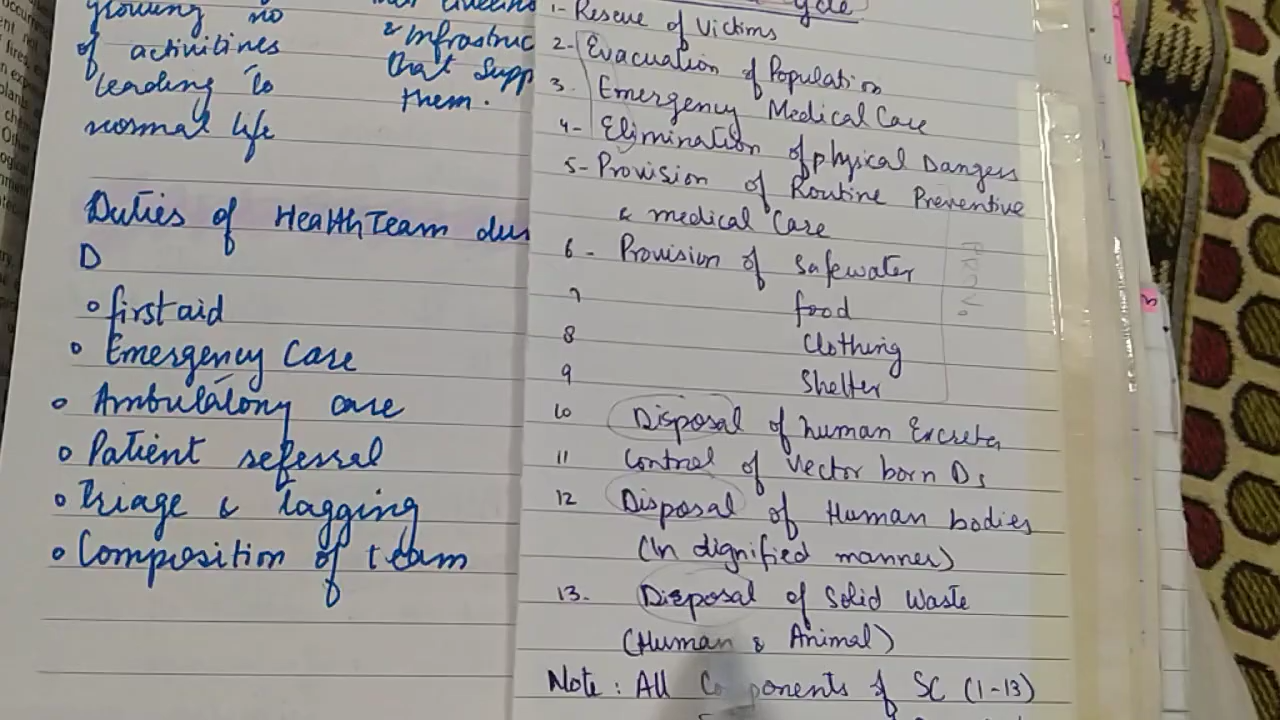 growing no
of activitines
leading to
normal life
& infrastruc
that supp
them.
Duties of Health Team du
D
first aid
Emergency Care
Ambulatony care
Patient referral
Triage & tagging
Composition of team
1- Rescue of Victims
2- Evacuation of Population
3. Emergency Medical Care
4- Elimination of physical Dangers
5- Provision of Routine Preventive
& medical Care
6 - Provision of Safewater
7 food
8 Clothing
9 Shelter
10 Disposal of human Excreta
11 Control of Vector born Ds
12 Disposal of Human bodies
(In dignified manner)
13. Disposal of Solid Waste
(Human & Animal)
Note: All Components of SC (1-13)